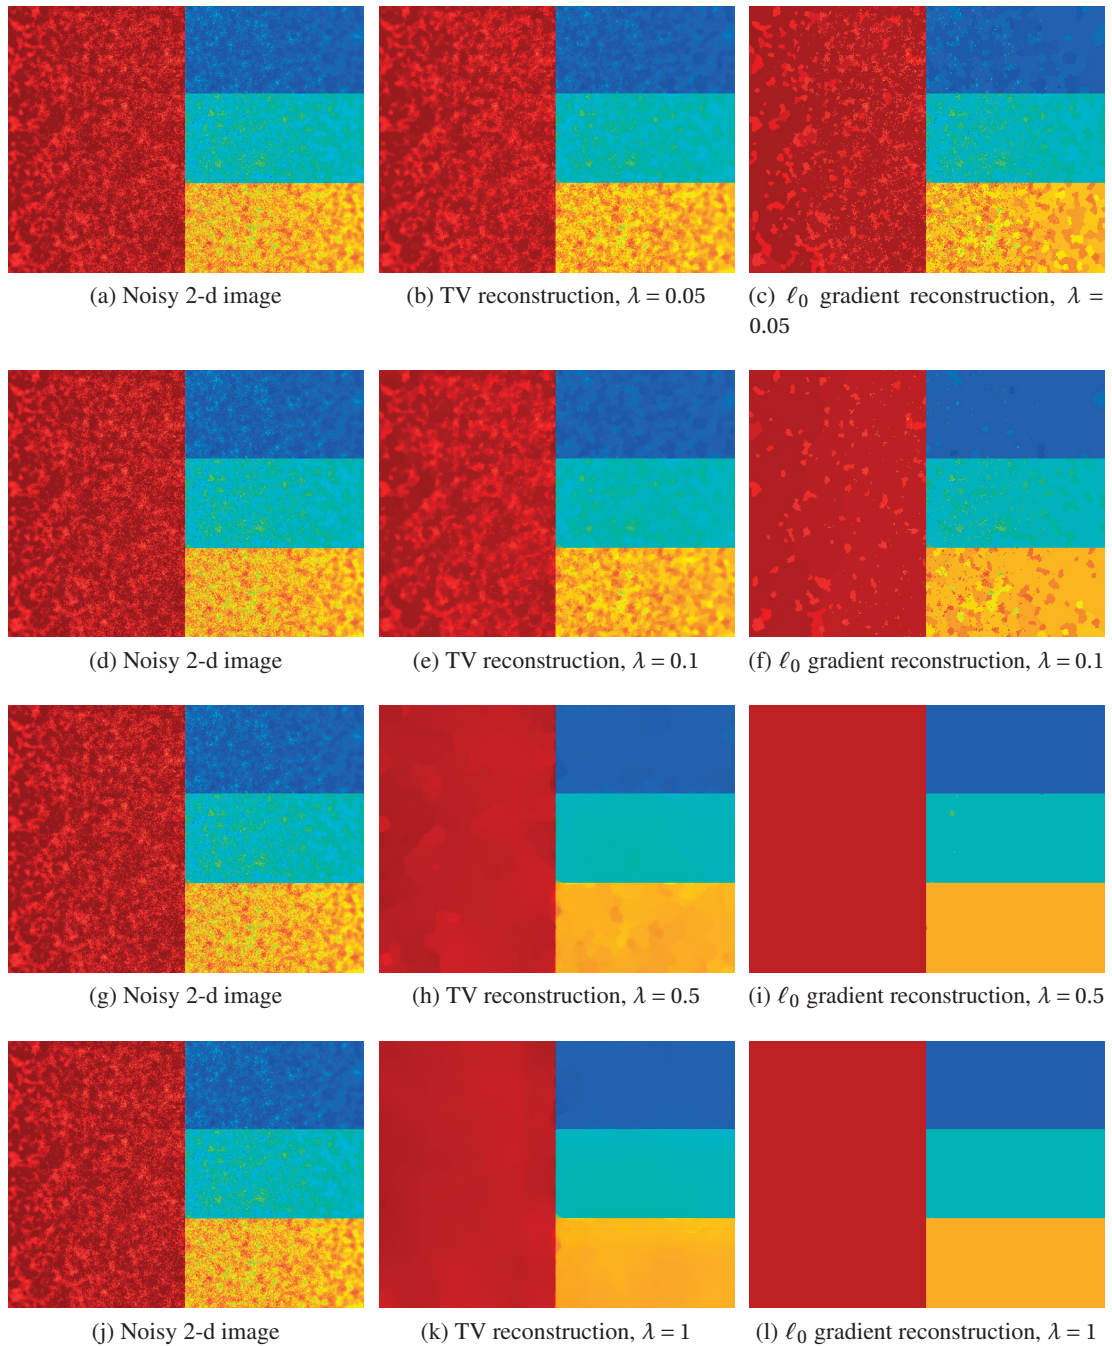 (a) Noisy 2-d image
(b) TV reconstruction, λ = 0.05
(c) ℓ₀ gradient reconstruction, λ =
0.05
(d) Noisy 2-d image
(e) TV reconstruction, λ = 0.1
(f) ℓ₀ gradient reconstruction, λ = 0.1
(g) Noisy 2-d image
(h) TV reconstruction, λ = 0.5
(i) ℓ₀ gradient reconstruction, λ = 0.5
(j) Noisy 2-d image
(k) TV reconstruction, λ = 1
(l) ℓ₀ gradient reconstruction, λ = 1